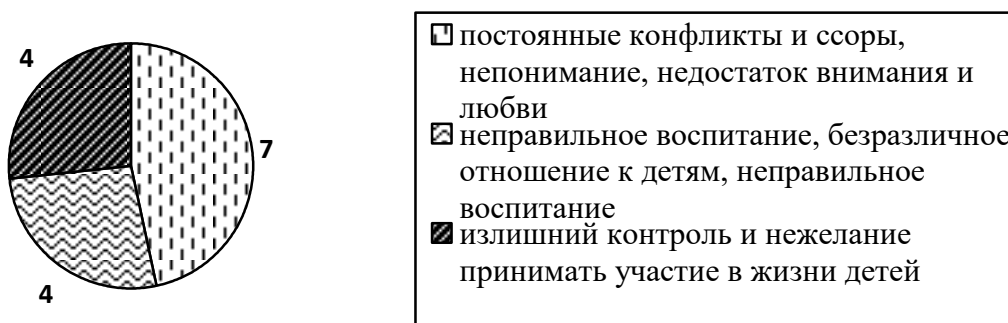 4
7
4
постоянные конфликты и ссоры,
непонимание, недостаток внимания и
любви
неправильное воспитание, безразличное
отношение к детям, неправильное
воспитание
излишний контроль и нежелание
принимать участие в жизни детей